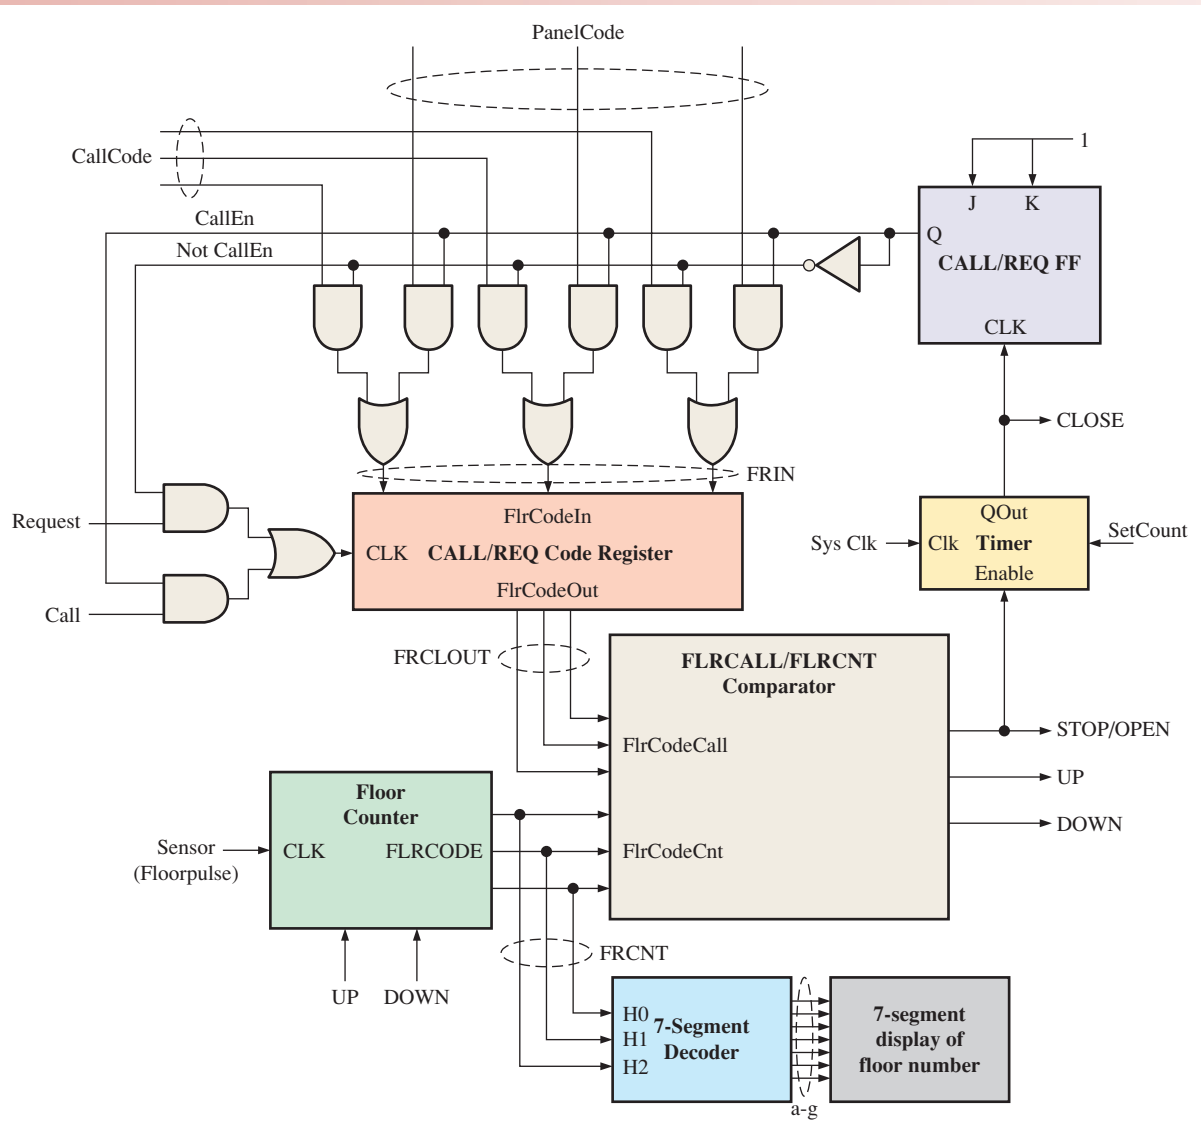 PanelCode
1
CallCode
J K
CallEn
Q
Not CallEn
CALL/REQ FF
CLK
CLOSE
FRIN
Request
FlrCodeIn
CLK CALL/REQ Code Register
FlrCodeOut
Call
QOut
Sys Clk
Clk Timer
SetCount
Enable
FRCLOUT
FLRCALL/FLRCNT
Comparator
FlrCodeCall
STOP/OPEN
UP
DOWN
Floor
Counter
Sensor
(Floorpulse)
CLK FLRCODE
FlrCodeCnt
FRCNT
UP DOWN
H0
H1
H2
7-Segment
Decoder
a-g
7-segment
display of
floor number